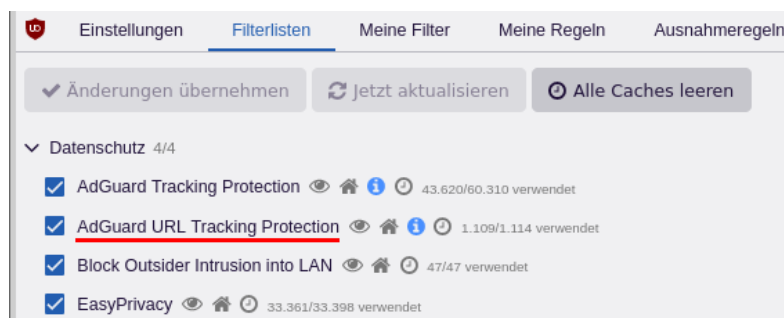 Einstellungen Filterlisten Meine Filter Meine Regeln Ausnahmeregeln
Änderungen übernehmen Jetzt aktualisieren Alle Caches leeren
Datenschutz 4/4
AdGuard Tracking Protection 43.620/60.310 verwendet
AdGuard URL Tracking Protection 1.109/1.114 verwendet
Block Outsider Intrusion into LAN 47/47 verwendet
EasyPrivacy 33.361/33.398 verwendet